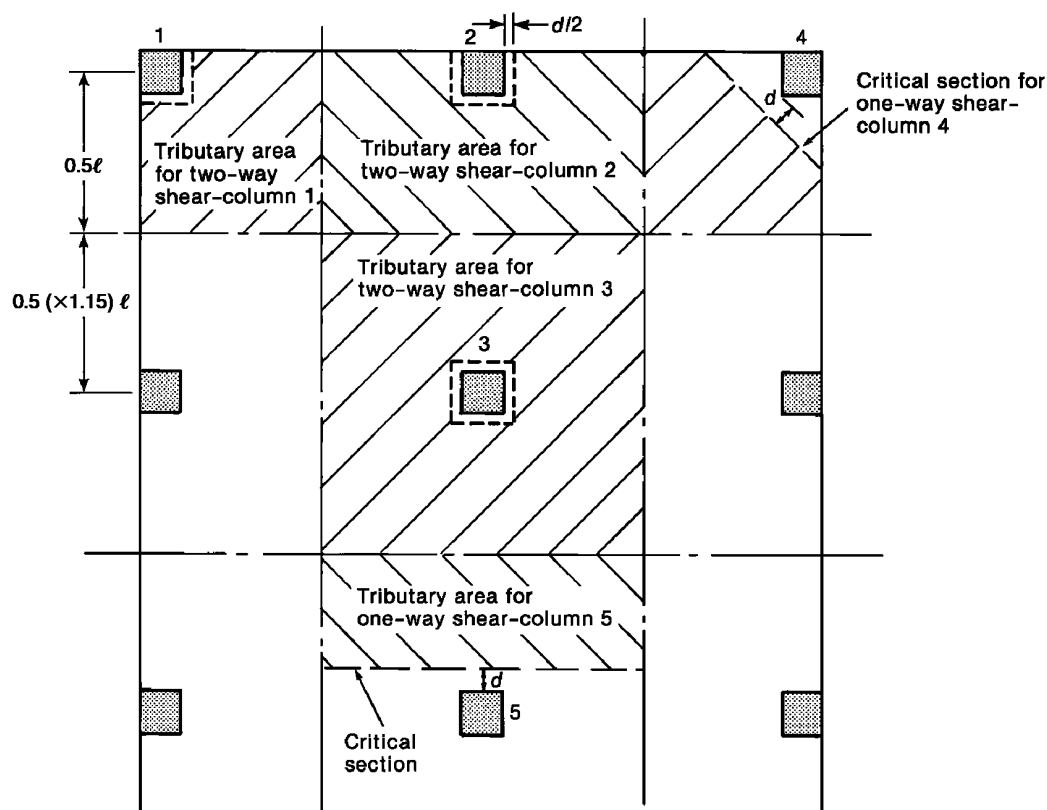 1
2
d/2
4
Critical section for
one-way shear-
column 4
d
0.5ℓ
Tributary area
for two-way
shear-column 1
Tributary area for
two-way shear-column 2
0.5 (×1.15) ℓ
Tributary area for
two-way shear-column 3
3
Tributary area for
one-way shear-column 5
d
5
Critical
section